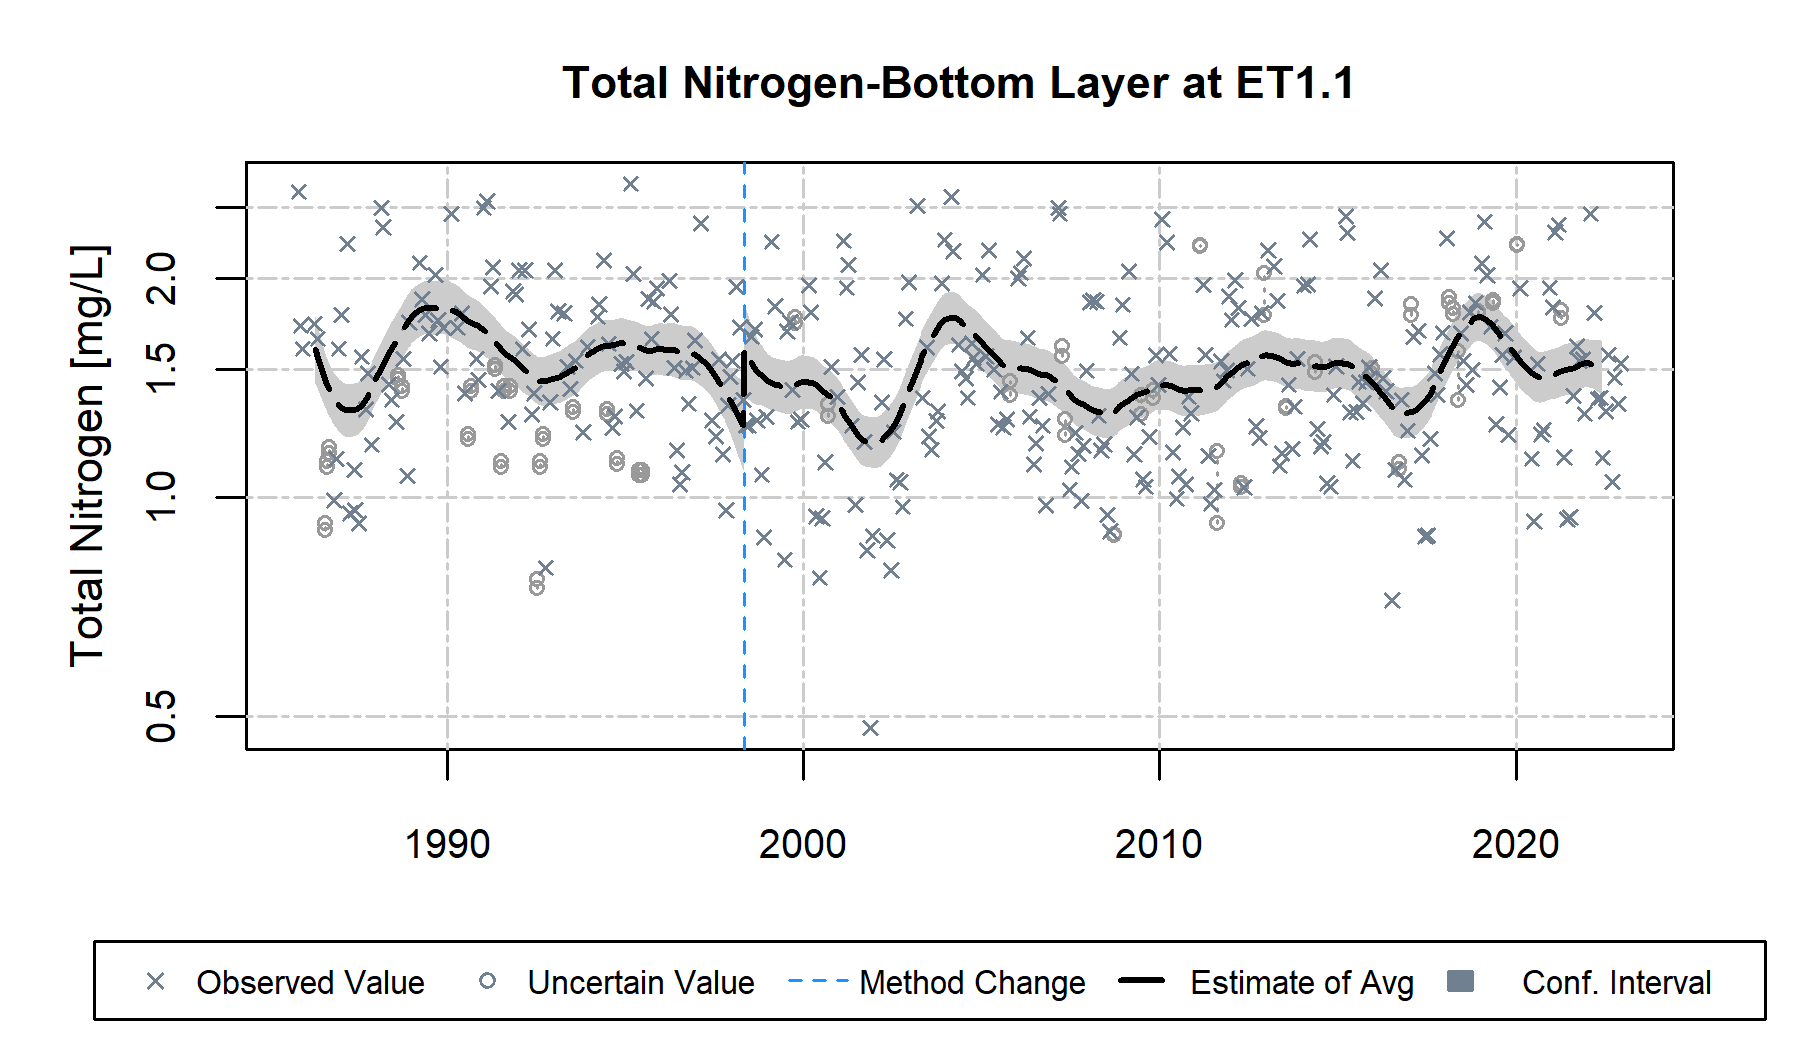 Total Nitrogen-Bottom Layer at ET1.1
Total Nitrogen [mg/L]
2.0
1.5
1.0
0.5
1990 2000 2010 2020
Observed Value Uncertain Value Method Change Estimate of Avg Conf. Interval